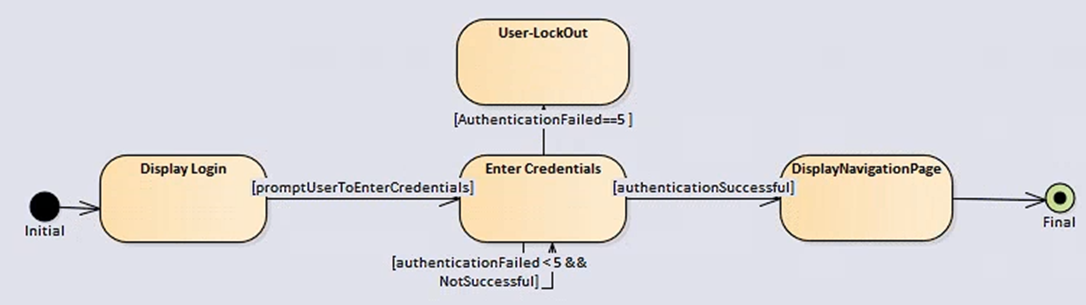 User-LockOut
[AuthenticationFailed==5 ]
Display Login
Enter Credentials
DisplayNavigationPage
[promptUserToEnterCredentials]
[authenticationSuccessful]
Initial
Final
[authenticationFailed < 5 &&
NotSuccessful]